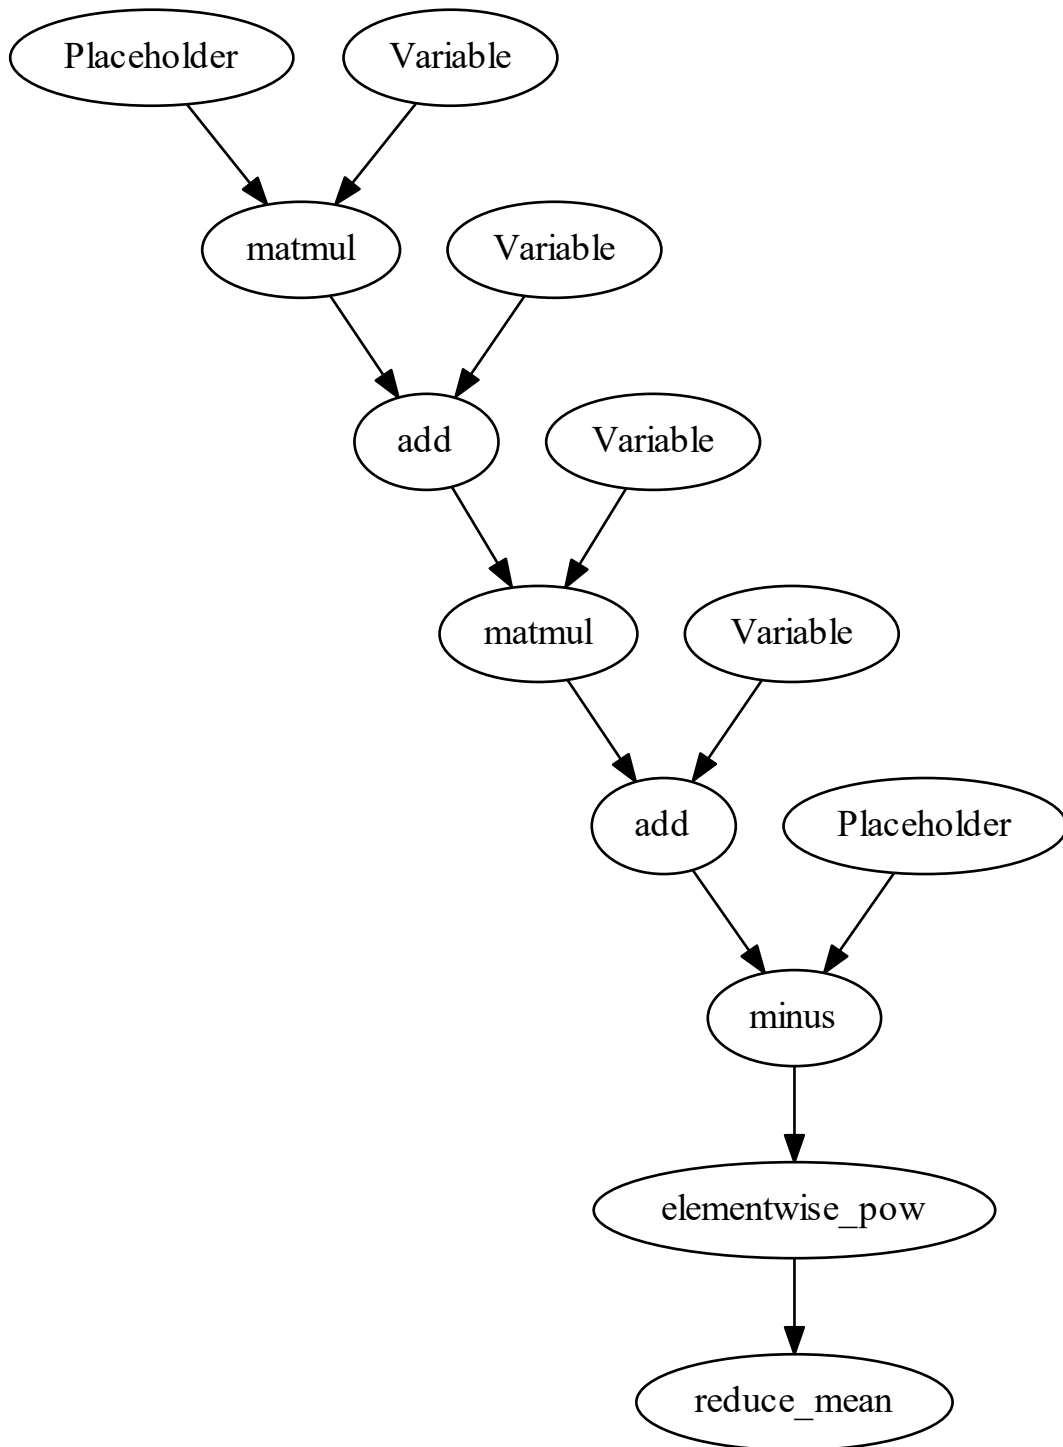 Placeholder
Variable
matmul
Variable
add
Variable
matmul
Variable
add
Placeholder
minus
elementwise_pow
reduce_mean